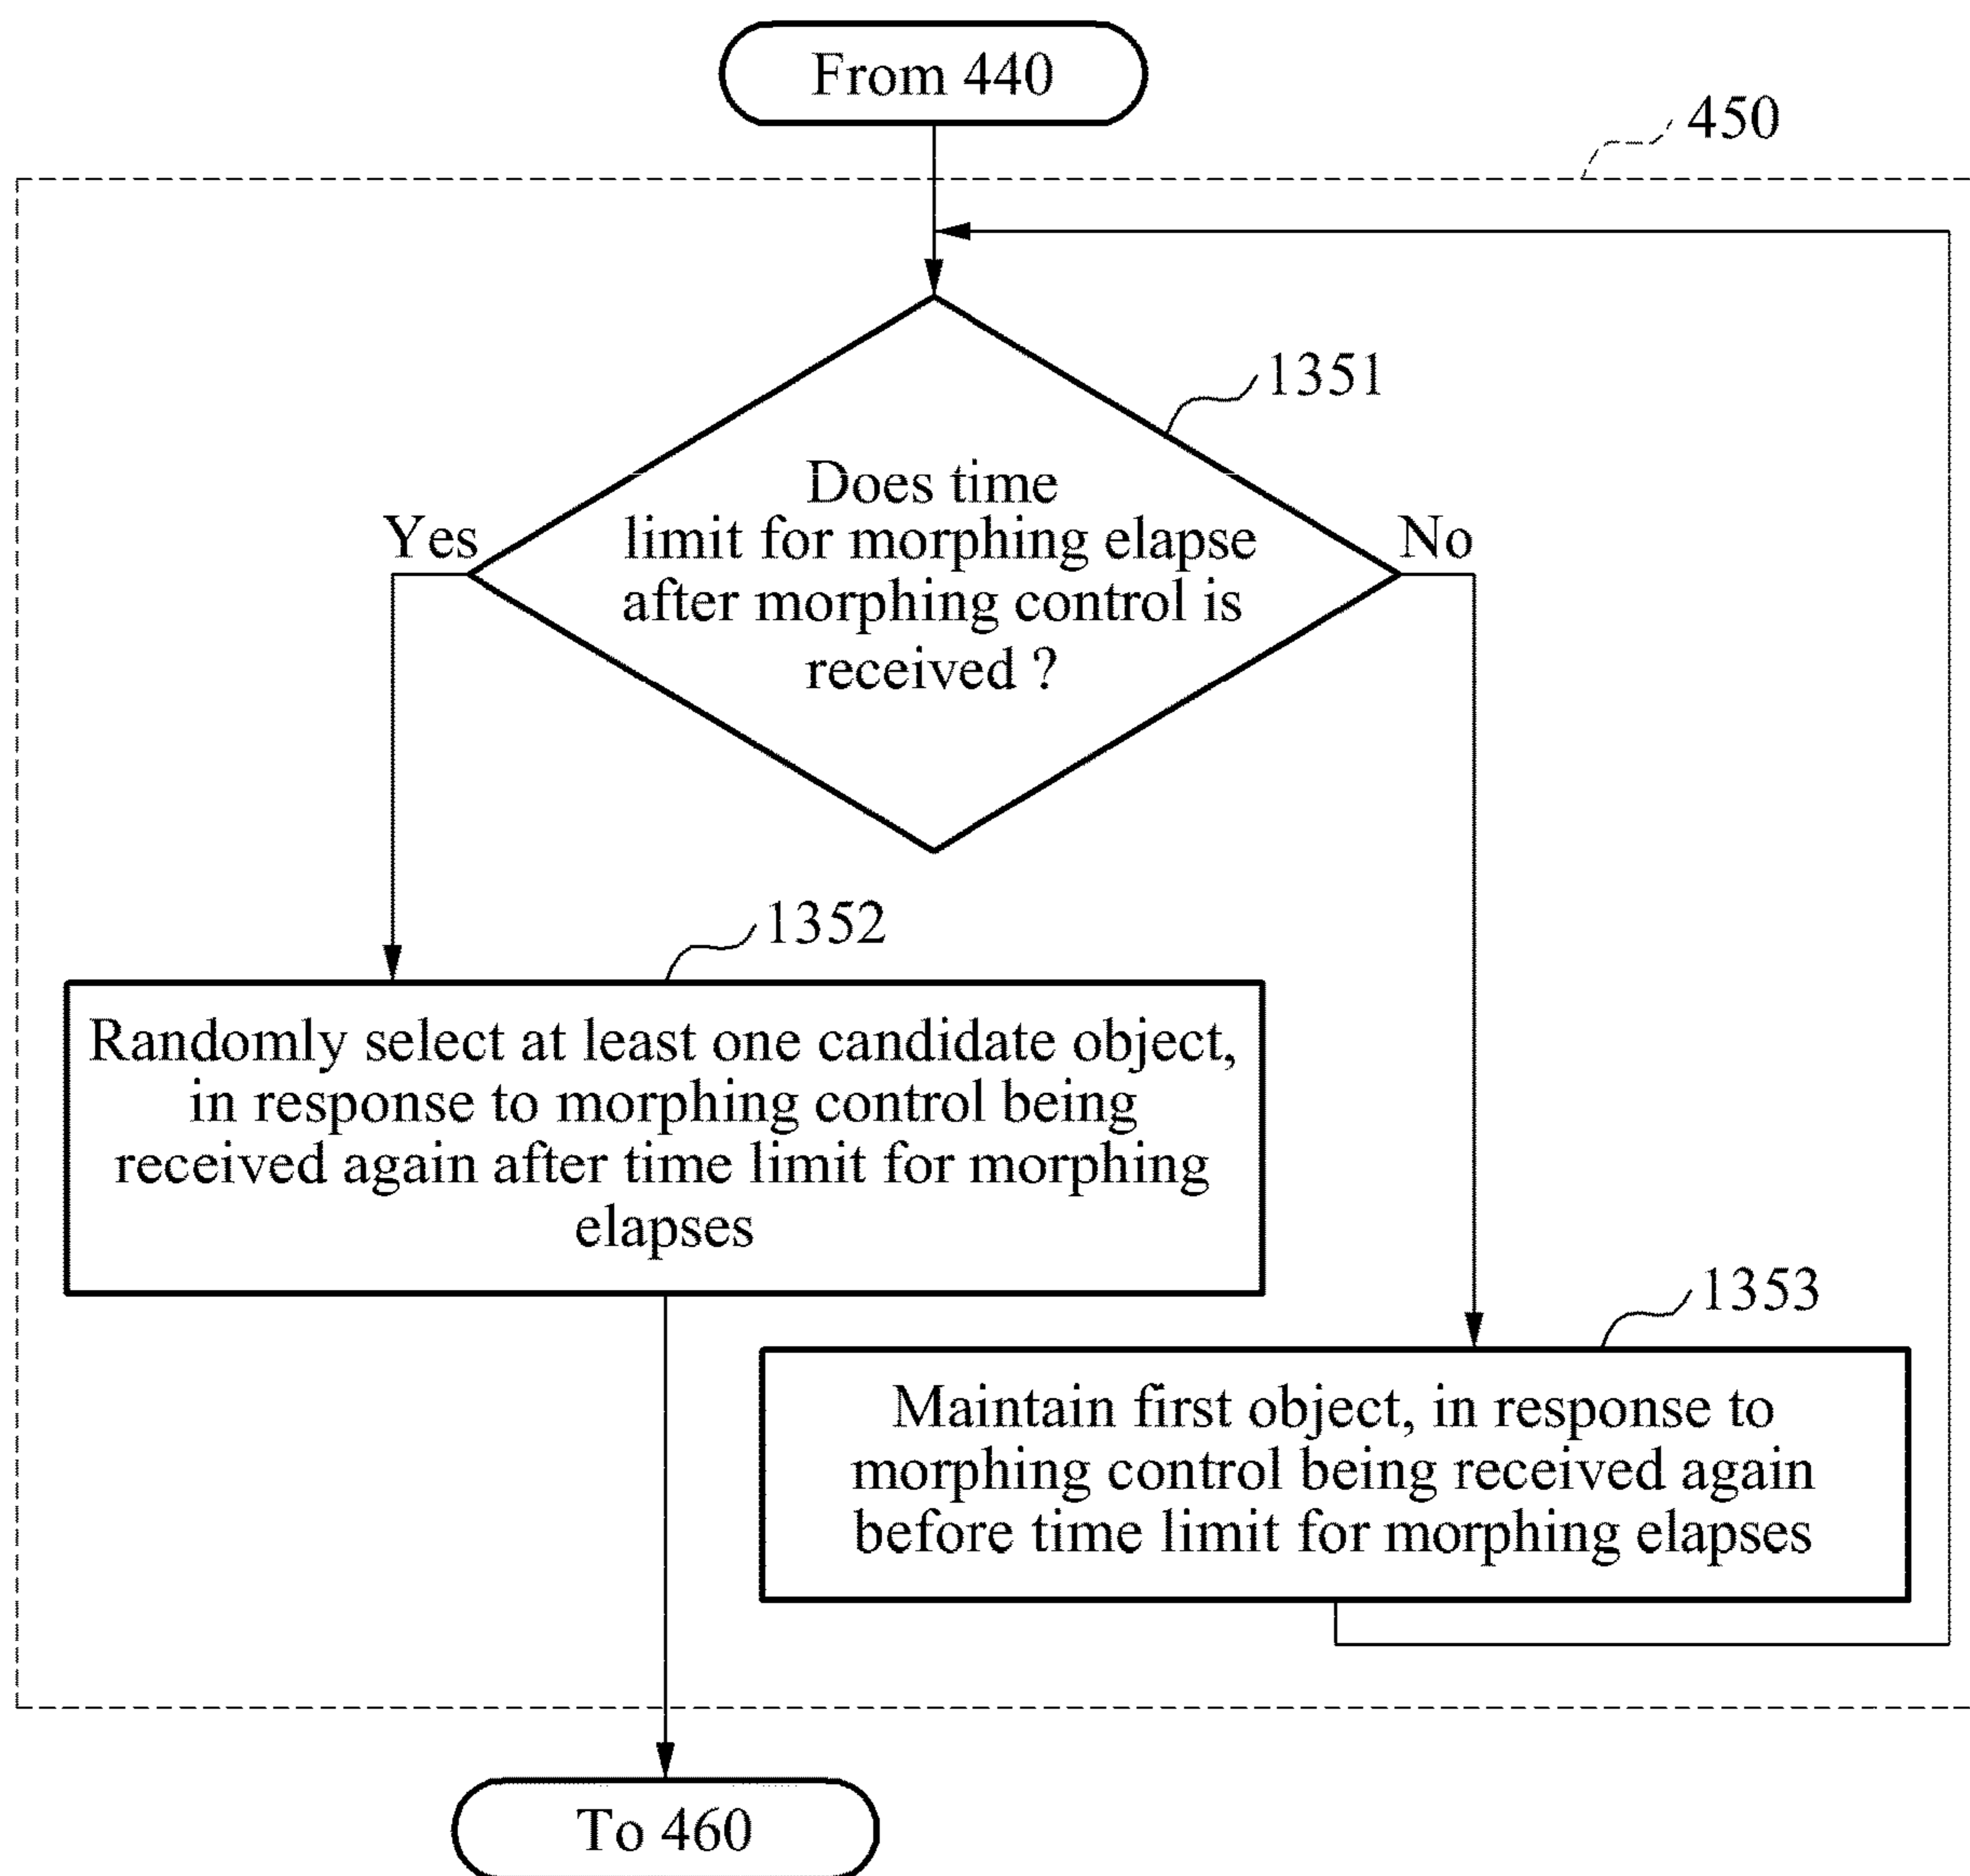 From 440
450
1351
Does time
limit for morphing elapse
after morphing control is
received ?
Yes
No
1352
Randomly select at least one candidate object,
in response to morphing control being
received again after time limit for morphing
elapses
1353
Maintain first object, in response to
morphing control being received again
before time limit for morphing elapses
To 460